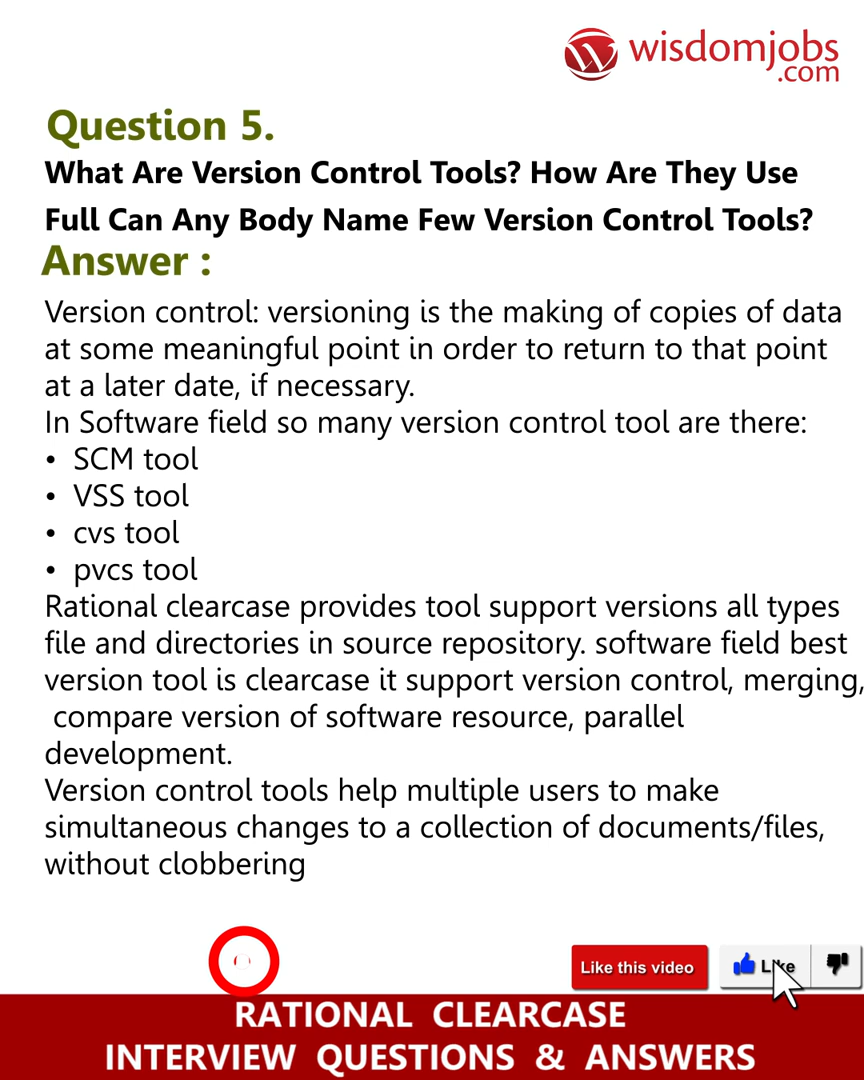 wisdomjobs
.com
Question 5.
What Are Version Control Tools? How Are They Use
Full Can Any Body Name Few Version Control Tools?
Answer :
Version control: versioning is the making of copies of data
at some meaningful point in order to return to that point
at a later date, if necessary.
In Software field so many version control tool are there:
• SCM tool
• VSS tool
• cvs tool
• pvcs tool
Rational clearcase provides tool support versions all types
file and directories in source repository. software field best
version tool is clearcase it support version control, merging,
compare version of software resource, parallel
development.
Version control tools help multiple users to make
simultaneous changes to a collection of documents/files,
without clobbering
Like this video
Like
RATIONAL CLEARCASE
INTERVIEW QUESTIONS & ANSWERS